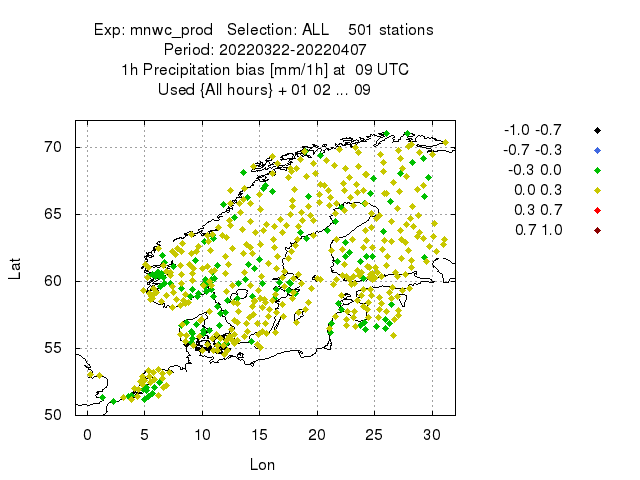 Exp: mnwc_prod   Selection: ALL    501 stations
Period: 20220322-20220407
1h Precipitation bias [mm/1h] at  09 UTC
Used {All hours} + 01 02 ... 09
-1.0 -0.7
-0.7 -0.3
-0.3 0.0
0.0 0.3
0.3 0.7
0.7 1.0
Lat
70
65
60
55
50
0 5 10 15 20 25 30
Lon